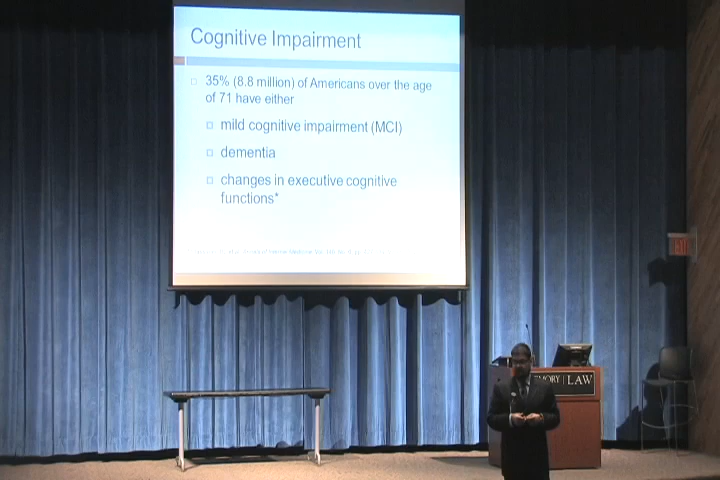 Cognitive Impairment
35% (8.8 million) of Americans over the age
of 71 have either
mild cognitive impairment (MCI)
dementia
changes in executive cognitive
functions*
EMORY | LAW